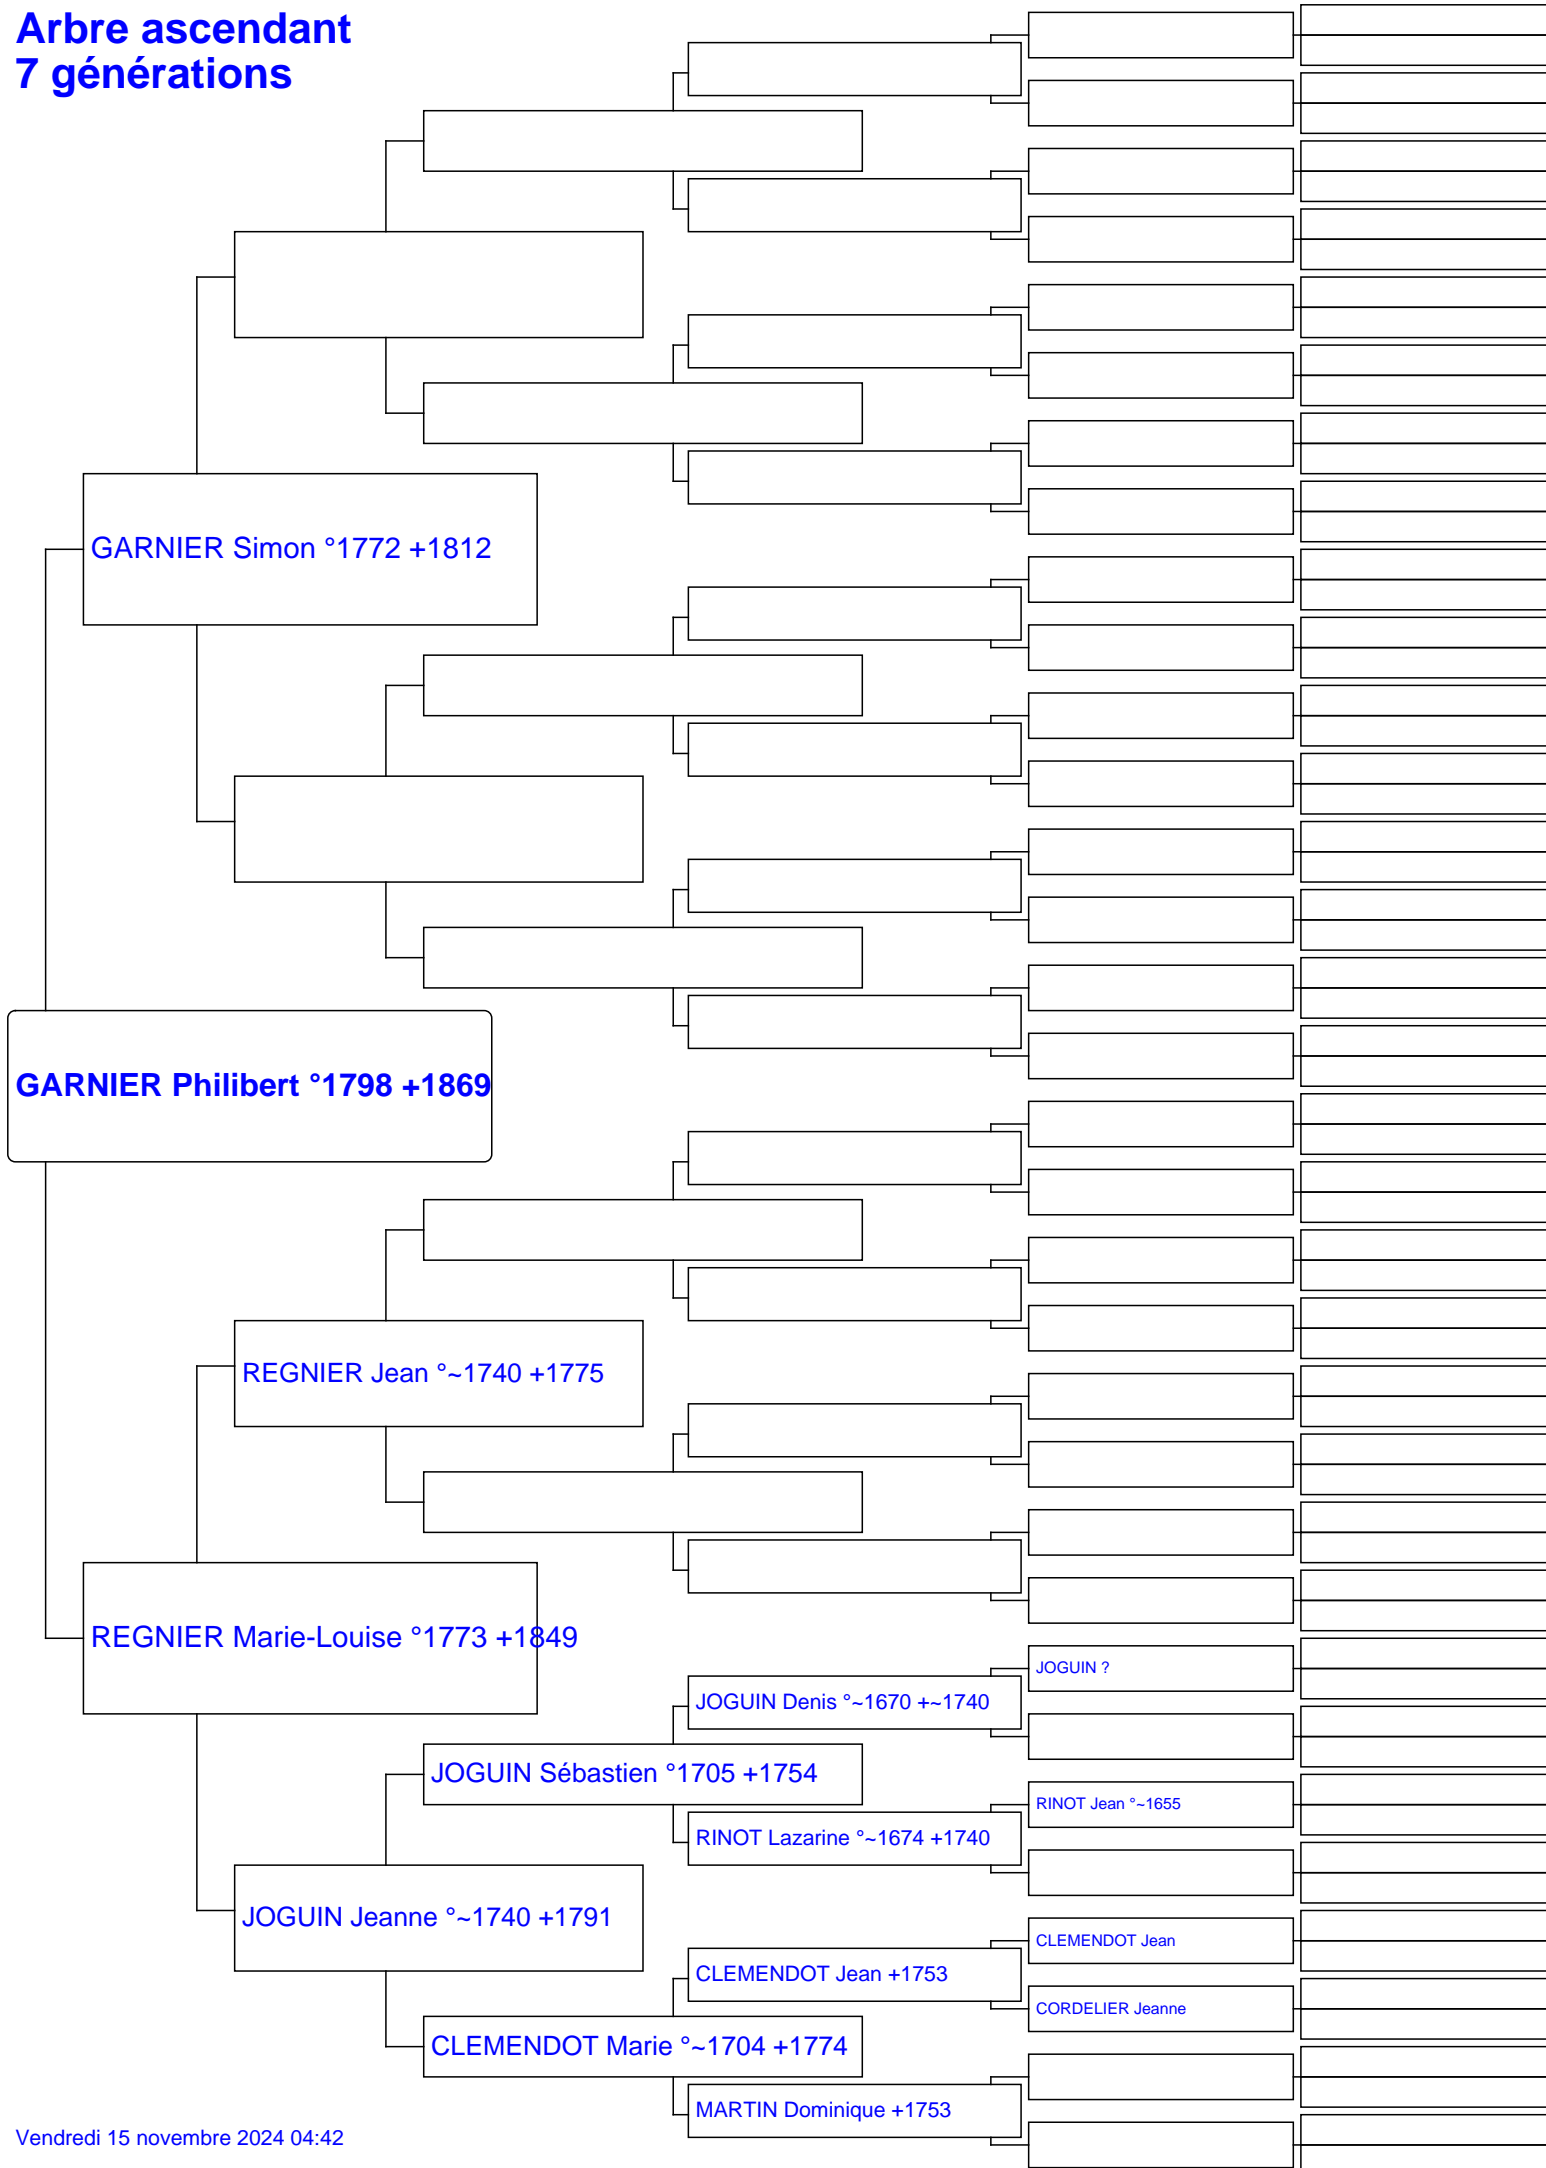 Arbre ascendant
7 générations
GARNIER Simon °1772 +1812
GARNIER Philibert °1798 +1869
REGNIER Jean °~1740 +1775
REGNIER Marie-Louise °1773 +1849
JOGUIN ?
JOGUIN Denis °~1670 +~1740
JOGUIN Sébastien °1705 +1754
RINOT Jean °~1655
RINOT Lazarine °~1674 +1740
JOGUIN Jeanne °~1740 +1791
CLEMENDOT Jean
CLEMENDOT Jean +1753
CORDELIER Jeanne
CLEMENDOT Marie °~1704 +1774
MARTIN Dominique +1753
Vendredi 15 novembre 2024 04:42